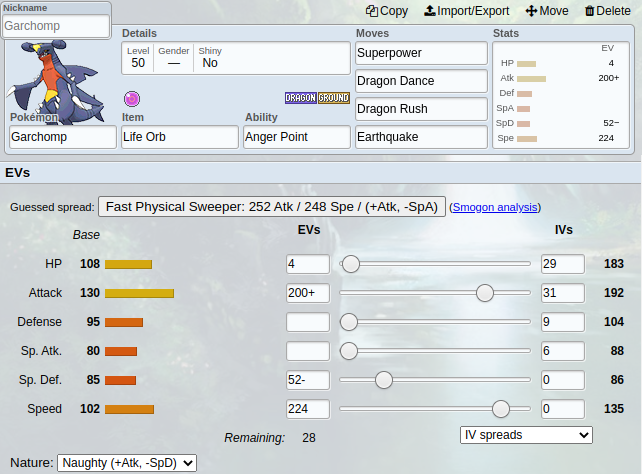 Nickname
Garchomp
Copy Import/Export Move Delete
Details
Level Gender Shiny
50 — No
DRAGON GROUND
Pokémon Item Ability
Garchomp Life Orb Anger Point
Moves
Superpower
Dragon Dance
Dragon Rush
Earthquake
Stats
EV
HP 4
Atk 200+
Def
SpA
SpD 52−
Spe 224
EVs
Guessed spread: Fast Physical Sweeper: 252 Atk / 248 Spe / (+Atk, -SpA) (Smogon analysis)
Base EVs IVs
HP 108 4 29 183
Attack 130 200+ 31 192
Defense 95 9 104
Sp. Atk. 80 6 88
Sp. Def. 85 52- 0 86
Speed 102 224 0 135
Remaining: 28 IV spreads
Nature: Naughty (+Atk, -SpD)